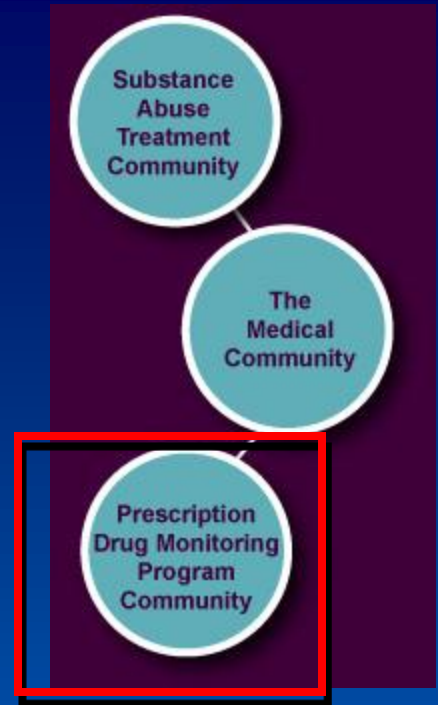 Substance
Abuse
Treatment
Community
The
Medical
Community
Prescription
Drug Monitoring
Program
Community